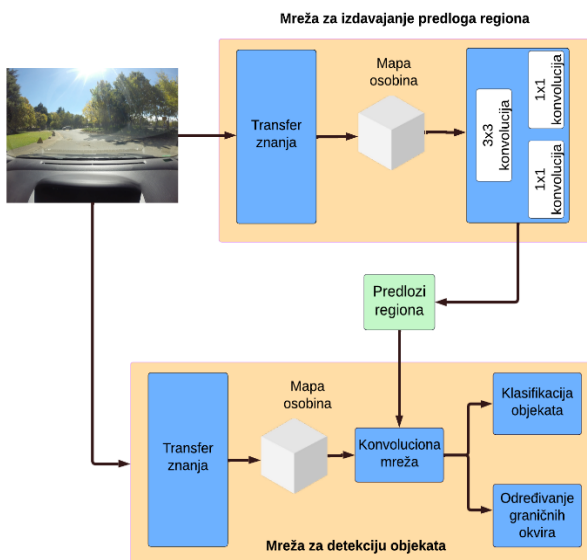 Mreža za izdavajanje predloga regiona
Transfer
znanja
Mapa
osobina
3x3
konvolucija
1x1
konvolucija
1x1
konvolucija
Predlozi
regiona
Transfer
znanja
Mapa
osobina
Konvoluciona
mreža
Klasifikacija
objekata
Određivanje
graničnih
okvira
Mreža za detekciju objekata